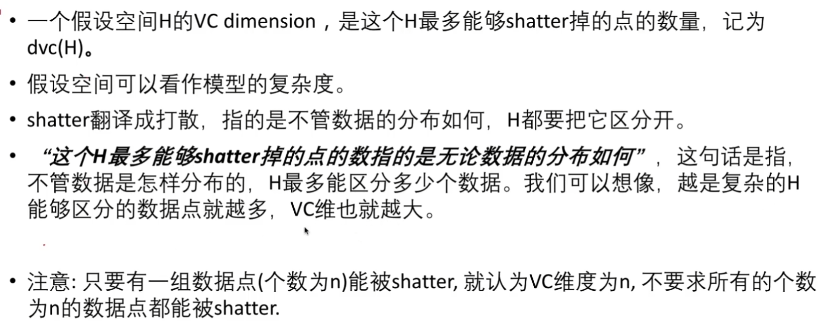 • 一个假设空间H的VC dimension，是这个H最多能够shatter掉的点的数量，记为
dvc(H)。
• 假设空间可以看作模型的复杂度。
• shatter翻译成打散，指的是不管数据的分布如何，H都要把它区分开。
• “这个H最多能够shatter掉的点的数指的是无论数据的分布如何”，这句话是指，
不管数据是怎样分布的，H最多能区分多少个数据。我们可以想像，越是复杂的H
能够区分的数据点就越多，VC维也就越大。
• 注意: 只要有一组数据点(个数为n)能被shatter, 就认为VC维度为n, 不要求所有的个数
为n的数据点都能被shatter.